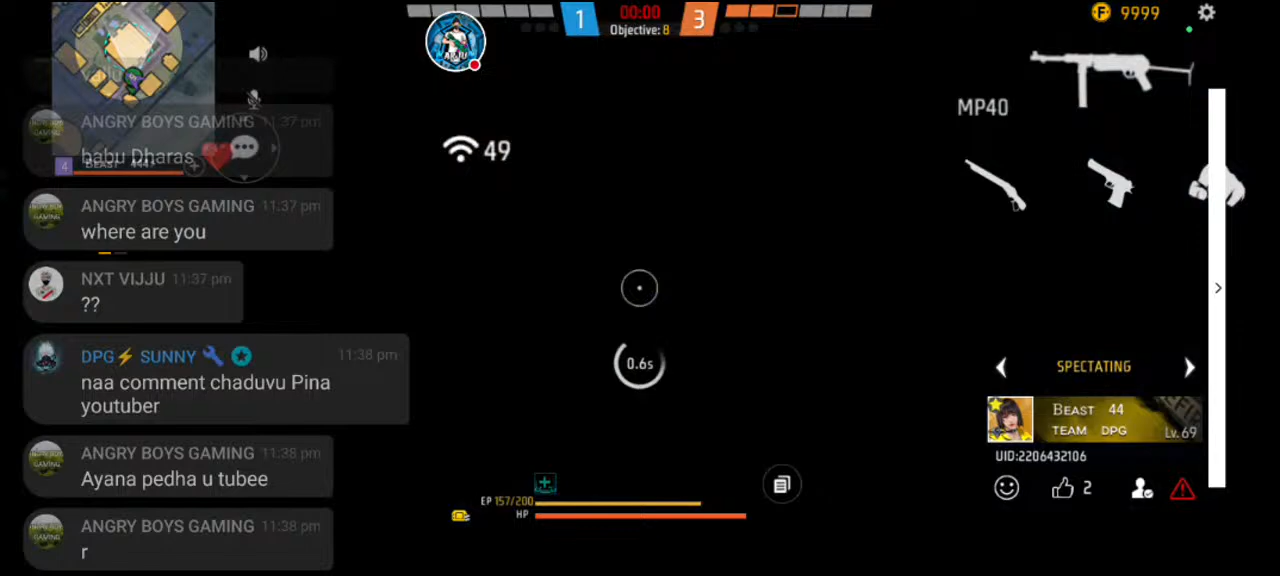 1
00:00
3
Objective: 8
9999
ANGRY BOYS GAMING 11:37 pm
babu Dharas
4
49
MP40
ANGRY BOYS GAMING 11:37 pm
where are you
NXT VIJJU 11:37 pm
??
0.6s
DPG⚡ SUNNY 11:38 pm
naa comment chaduvu Pina
youtuber
SPECTATING
BEAST 44
TEAM DPG
Lv.69
UID:2206432106
ANGRY BOYS GAMING 11:38 pm
Ayana pedha u tubee
2
EP 157/200
HP
ANGRY BOYS GAMING 11:38 pm
r